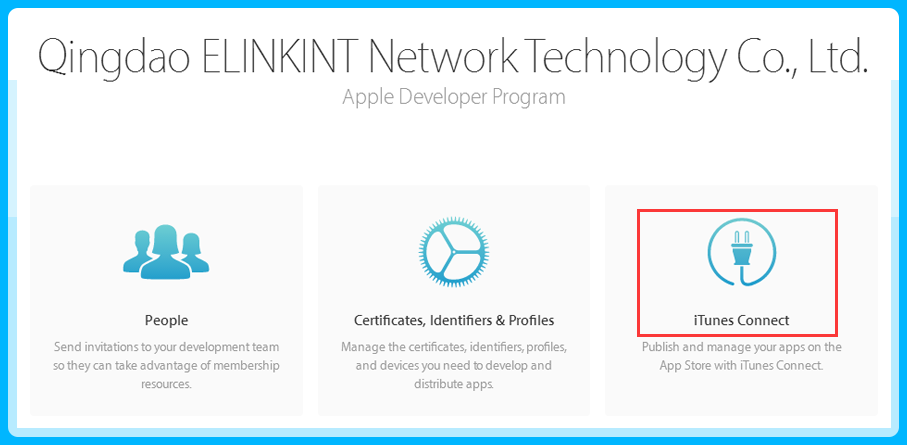 Qingdao ELINKINT Network Technology Co., Ltd.
Apple Developer Program
People
Send invitations to your development team
so they can take advantage of membership
resources.
Certificates, Identifiers & Profiles
Manage the certificates, identifiers, profiles,
and devices you need to develop and
distribute apps.
iTunes Connect
Publish and manage your apps on the
App Store with iTunes Connect.